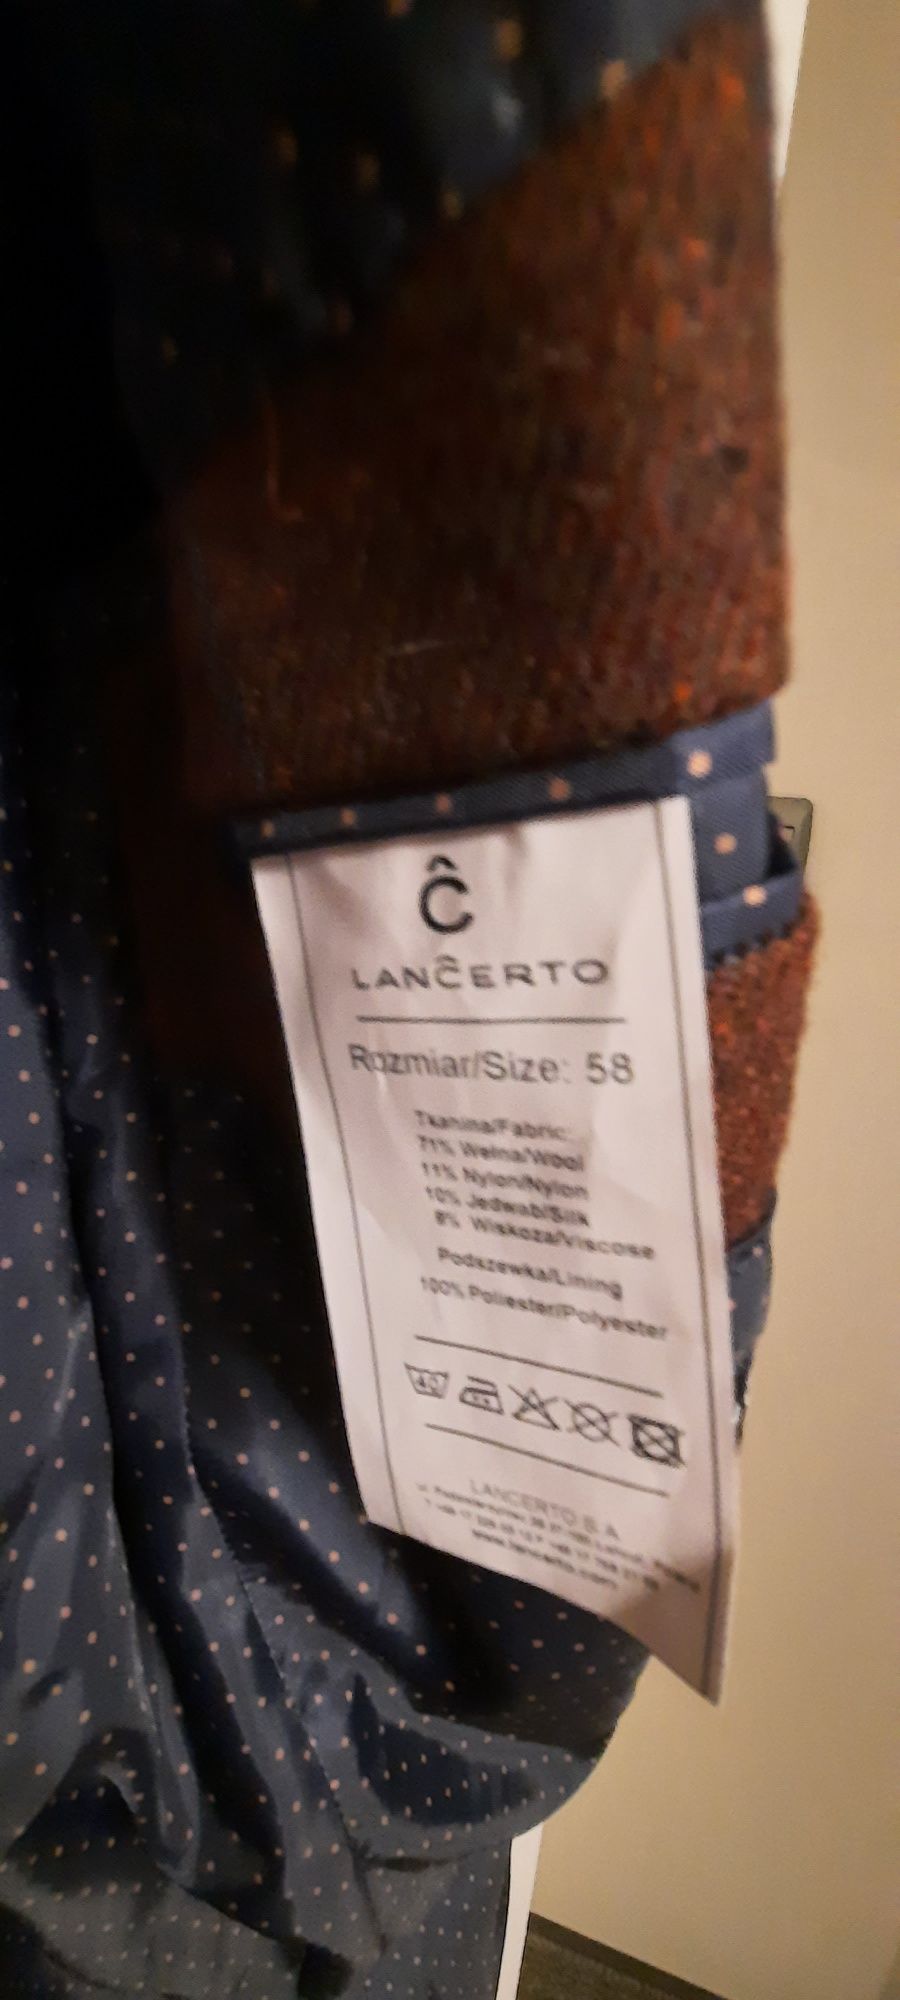 Ĉ
LANĈERTO
Rozmiar/Size: 58
Tkanina/Fabric:
71% Wełna/Wool
11% Nylon/Nylon
10% Jedwab/Silk
8% Wiskoza/Viscose
Podszewka/Lining
100% Poliester/Polyester
40
LANCERTO S.A.
www.lancerto.com